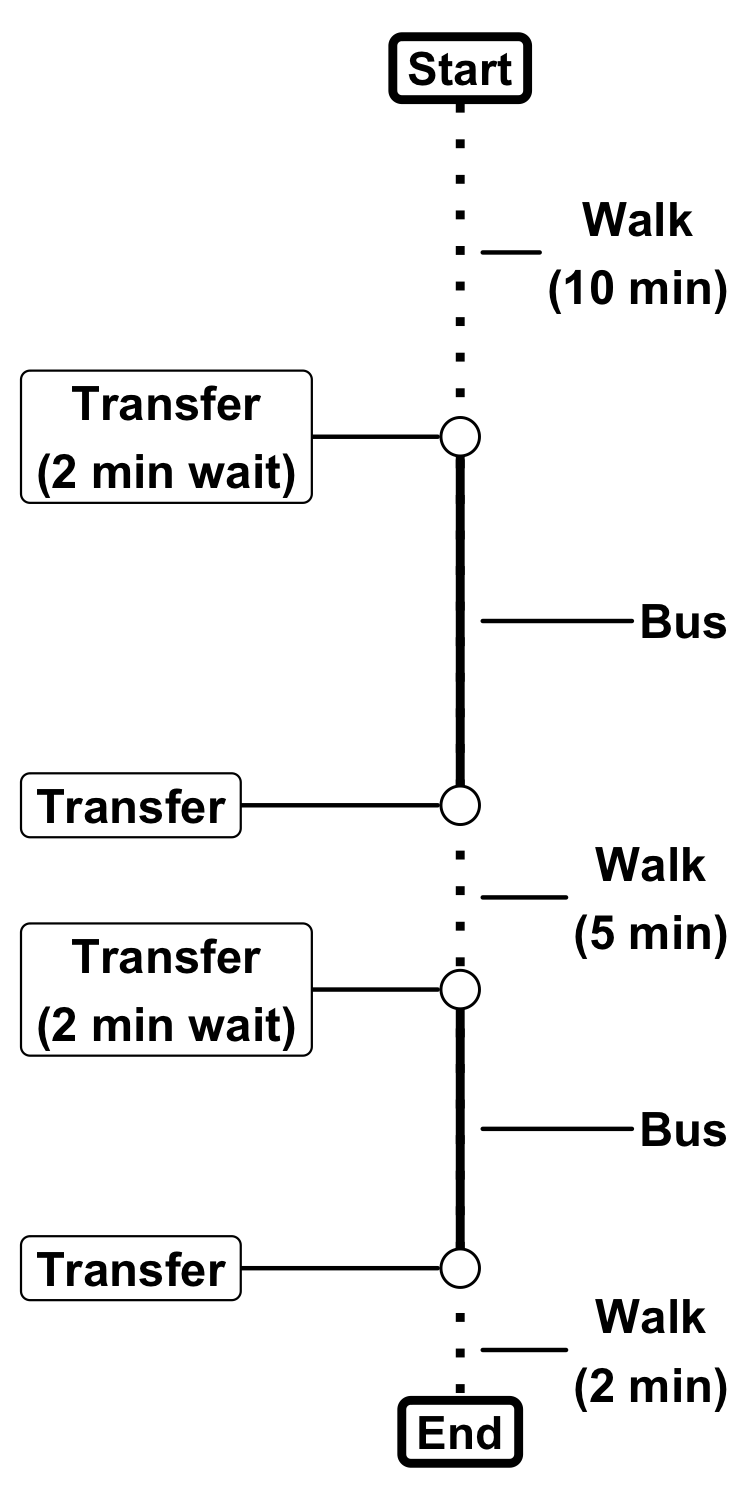 Start
Walk
(10 min)
Transfer
(2 min wait)
Bus
Transfer
Walk
(5 min)
Transfer
(2 min wait)
Bus
Transfer
Walk
(2 min)
End